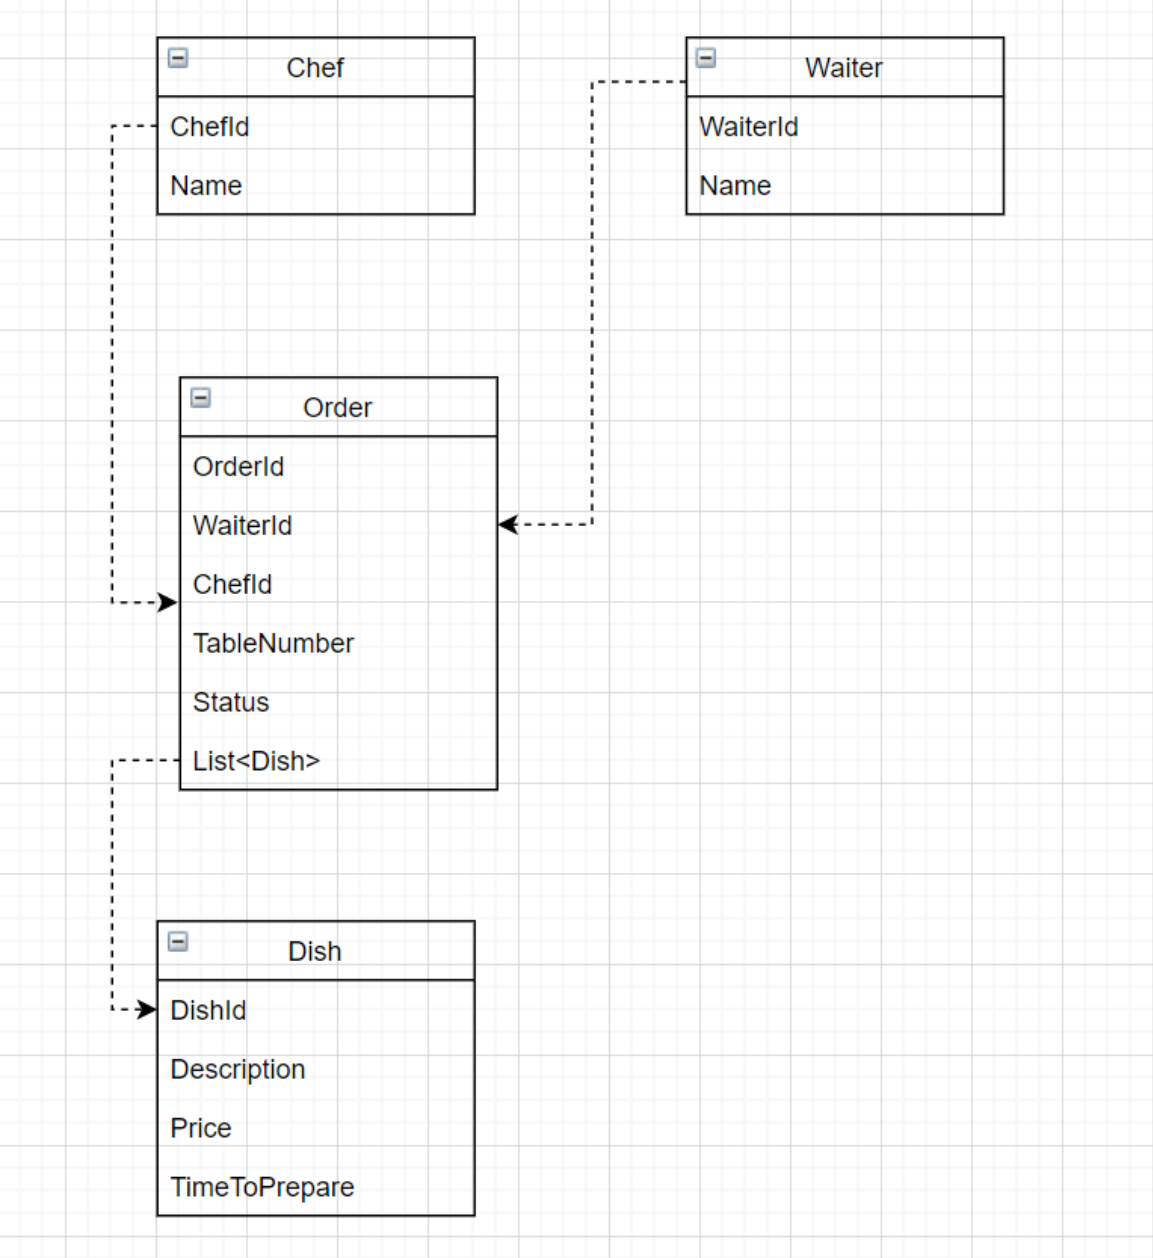 Chef
ChefId
Name
Waiter
WaiterId
Name
Order
OrderId
WaiterId
ChefId
TableNumber
Status
List<Dish>
Dish
DishId
Description
Price
TimeToPrepare